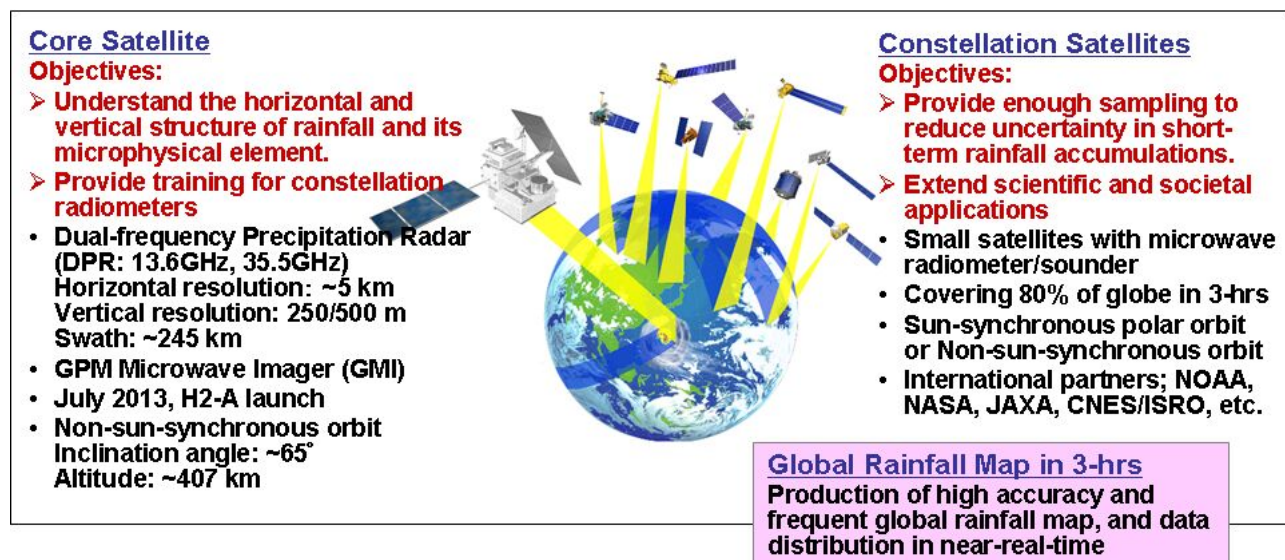 Core Satellite
Objectives:
➢ Understand the horizontal and
vertical structure of rainfall and its
microphysical element.
➢ Provide training for constellation
radiometers
• Dual-frequency Precipitation Radar
(DPR: 13.6GHz, 35.5GHz)
Horizontal resolution: ~5 km
Vertical resolution: 250/500 m
Swath: ~245 km
• GPM Microwave Imager (GMI)
• July 2013, H2-A launch
• Non-sun-synchronous orbit
Inclination angle: ~65˚
Altitude: ~407 km
Constellation Satellites
Objectives:
➢ Provide enough sampling to
reduce uncertainty in short-
term rainfall accumulations.
➢ Extend scientific and societal
applications
• Small satellites with microwave
radiometer/sounder
• Covering 80% of globe in 3-hrs
• Sun-synchronous polar orbit
or Non-sun-synchronous orbit
• International partners; NOAA,
NASA, JAXA, CNES/ISRO, etc.
Global Rainfall Map in 3-hrs
Production of high accuracy and
frequent global rainfall map, and data
distribution in near-real-time